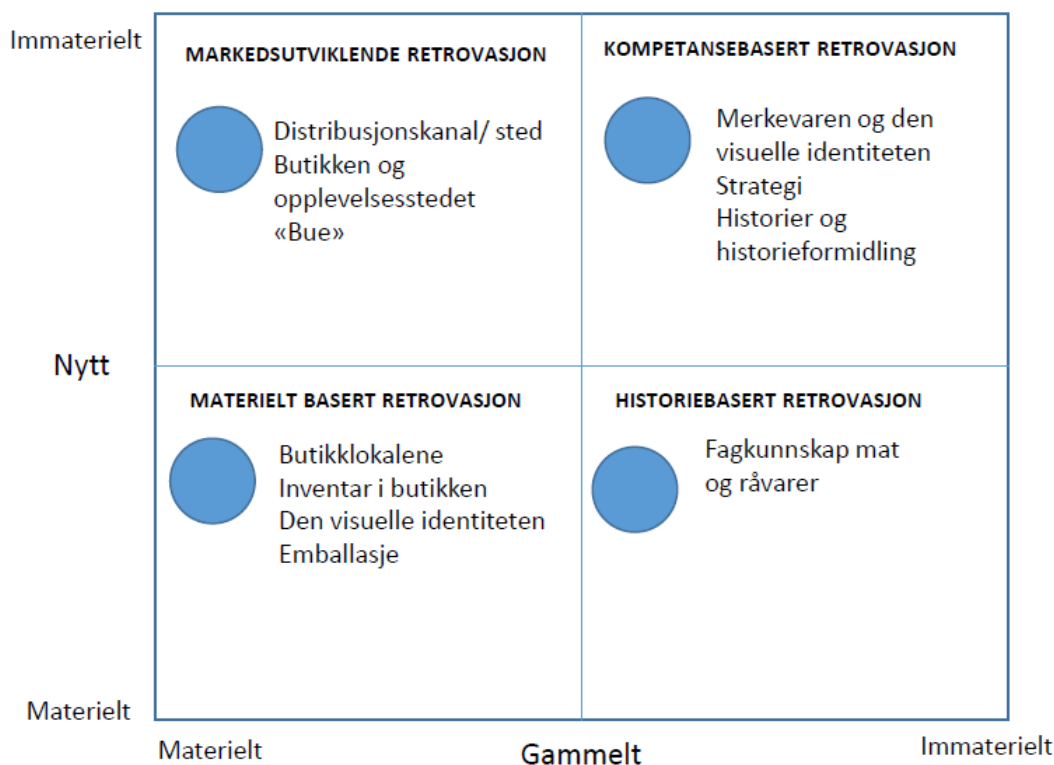 Immaterielt
MARKEDSUTVIKLENDE RETROVASJON
Distribusjonskanal/ sted
Butikken og
opplevelsesstedet
«Bue»
KOMPETANSEBASERT RETROVASJON
Merkevaren og den
visuelle identiteten
Strategi
Historier og
historieformidling
Nytt
MATERIELT BASERT RETROVASJON
Butikklokalene
Inventar i butikken
Den visuelle identiteten
Emballasje
HISTORIEBASERT RETROVASJON
Fagkunnskap mat
og råvarer
Materielt
Materielt
Gammelt
Immaterielt